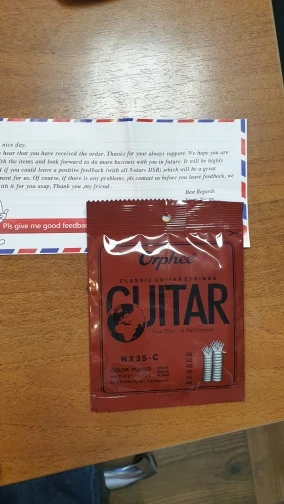 nice day.
hear that you have received the order. Thanks for your always support. We hope you are
th the items and look forward to do more business with you in future. It will be highly
if you could leave a positive feedback (with all 5-stars DSR) which will be a great
ment for us. Of course, if there is any problems, pls contact us before you leave feedback, we
with it for you asap. Thank you my friend
Best Regards
Pls give me good feedbac
Orphee
CLASSIC GUITAR STRINGS
GUITAR
NX35-C